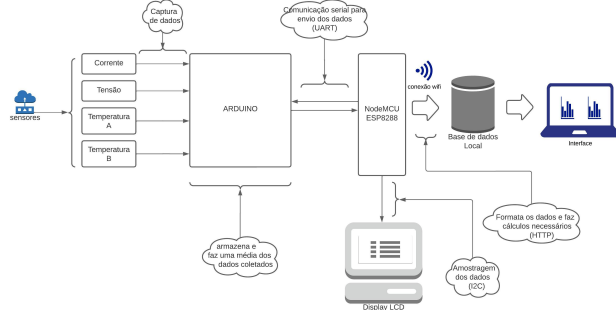 Captura
de dados
Comunicação serial para
envio dos dados
(UART)
Corrente
Tensão
Temperatura
A
Temperatura
B
sensores
ARDUINO
NodeMCU
ESP8288
conexão wifi
Base de dados
Local
Interface
armazena e
faz uma média dos
dados coletados
Formata os dados e faz
cálculos necessários
(HTTP)
Amostragem
dos dados
(I2C)
Display LCD